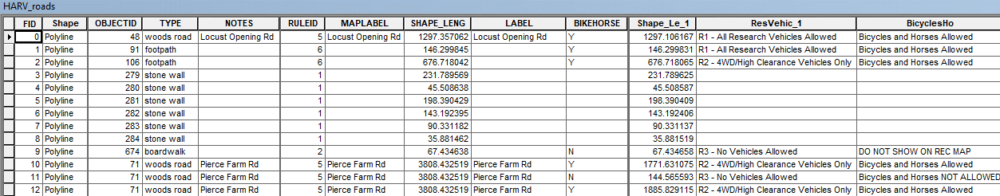 HARV_roads
FID Shape OBJECTID TYPE NOTES RULEID MAPLABEL SHAPE_LENG LABEL BIKEHORSE Shape_Le_1 ResVehic_1 BicyclesHo
0 Polyline 48 woods road Locust Opening Rd 5 Locust Opening Rd 1297.357062 Locust Opening Rd Y 1297.106167 R1 - All Research Vehicles Allowed Bicycles and Horses Allowed
1 Polyline 91 footpath 6 146.299845 Y 146.299831 R1 - All Research Vehicles Allowed Bicycles and Horses Allowed
2 Polyline 106 footpath 6 676.718042 Y 676.718065 R2 - 4WD/High Clearance Vehicles Only Bicycles and Horses Allowed
3 Polyline 279 stone wall 1 231.789569 231.789625
4 Polyline 280 stone wall 1 45.508638 45.508587
5 Polyline 281 stone wall 1 198.390429 198.390409
6 Polyline 282 stone wall 1 143.192395 143.192406
7 Polyline 283 stone wall 1 90.331182 90.331137
8 Polyline 284 stone wall 1 35.881462 35.881519
9 Polyline 674 boardwalk 2 67.434638 N 67.434658 R3 - No Vehicles Allowed DO NOT SHOW ON REC MAP
10 Polyline 71 woods road Pierce Farm Rd 5 Pierce Farm Rd 3808.432519 Pierce Farm Rd Y 1771.631075 R2 - 4WD/High Clearance Vehicles Only Bicycles and Horses Allowed
11 Polyline 71 woods road Pierce Farm Rd 5 Pierce Farm Rd 3808.432519 Pierce Farm Rd N 144.565593 R3 - No Vehicles Allowed Bicycles and Horses NOT ALLOWED
12 Polyline 71 woods road Pierce Farm Rd 5 Pierce Farm Rd 3808.432519 Pierce Farm Rd Y 1885.829115 R2 - 4WD/High Clearance Vehicles Only Bicycles and Horses Allowed